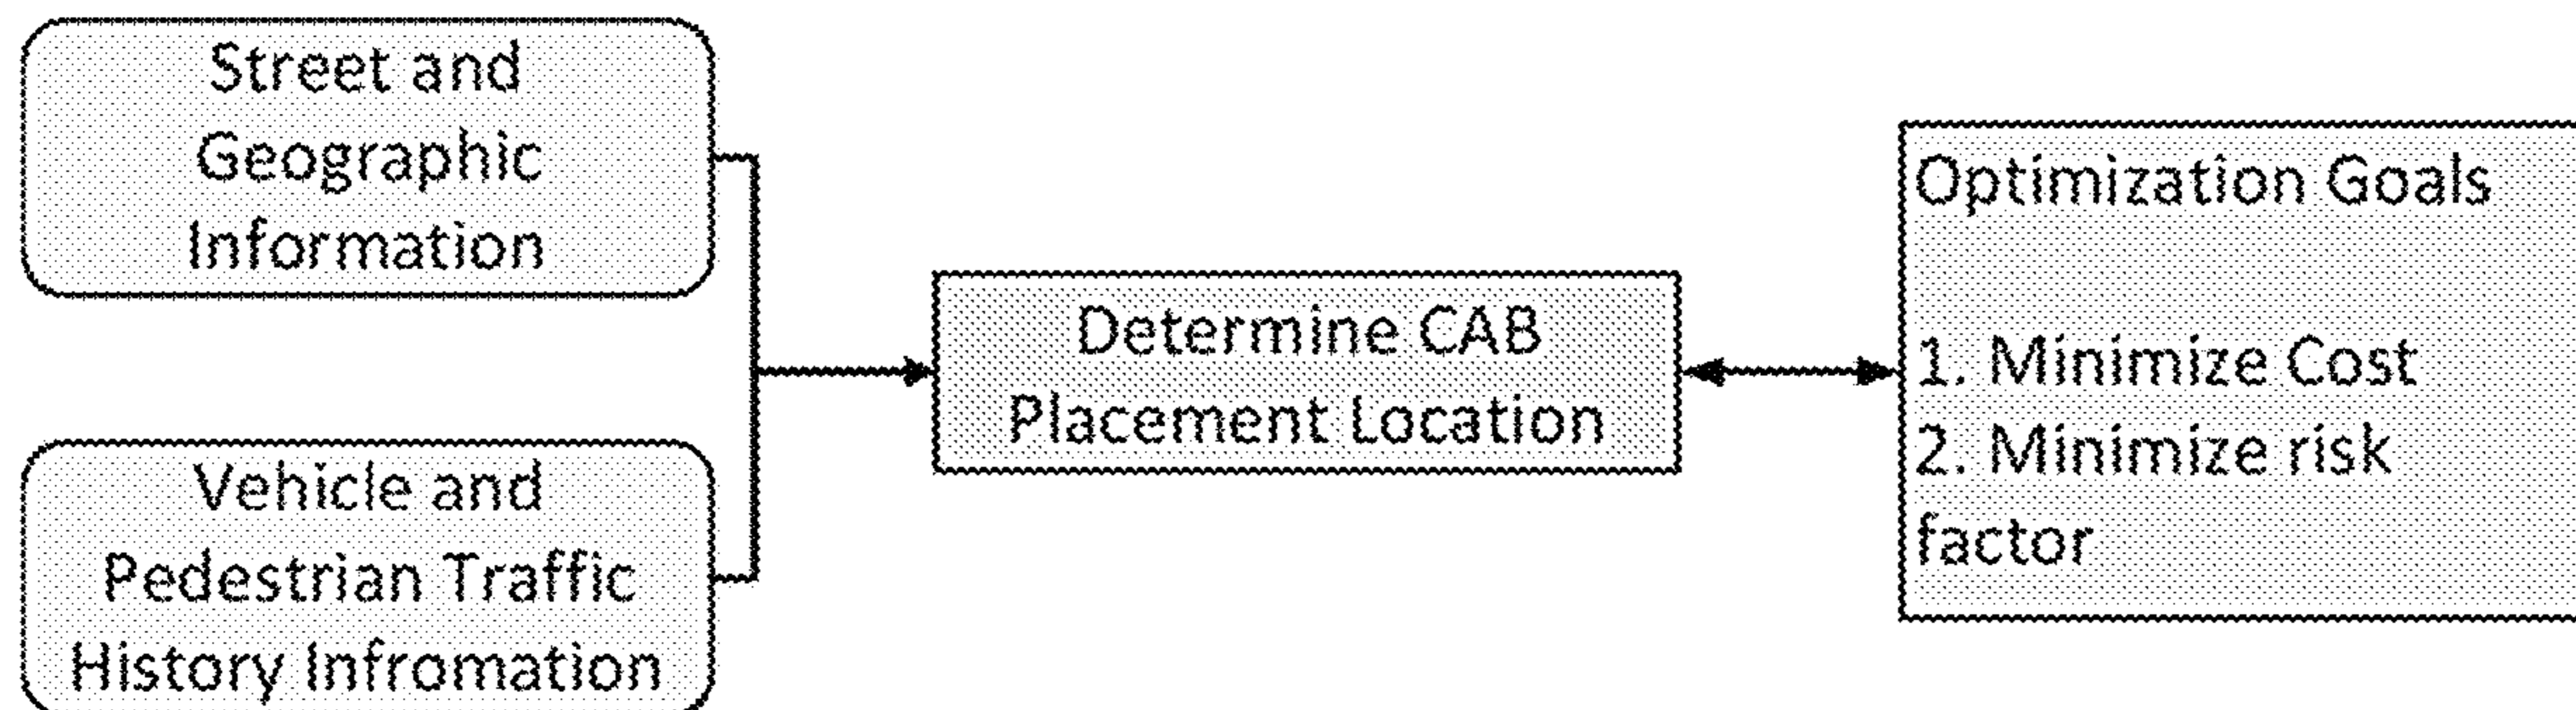 Street and
Geographic
Information
Vehicle and
Pedestrian Traffic
History Infromation
Determine CAB
Placement Location
Optimization Goals
1. Minimize Cost
2. Minimize risk
factor